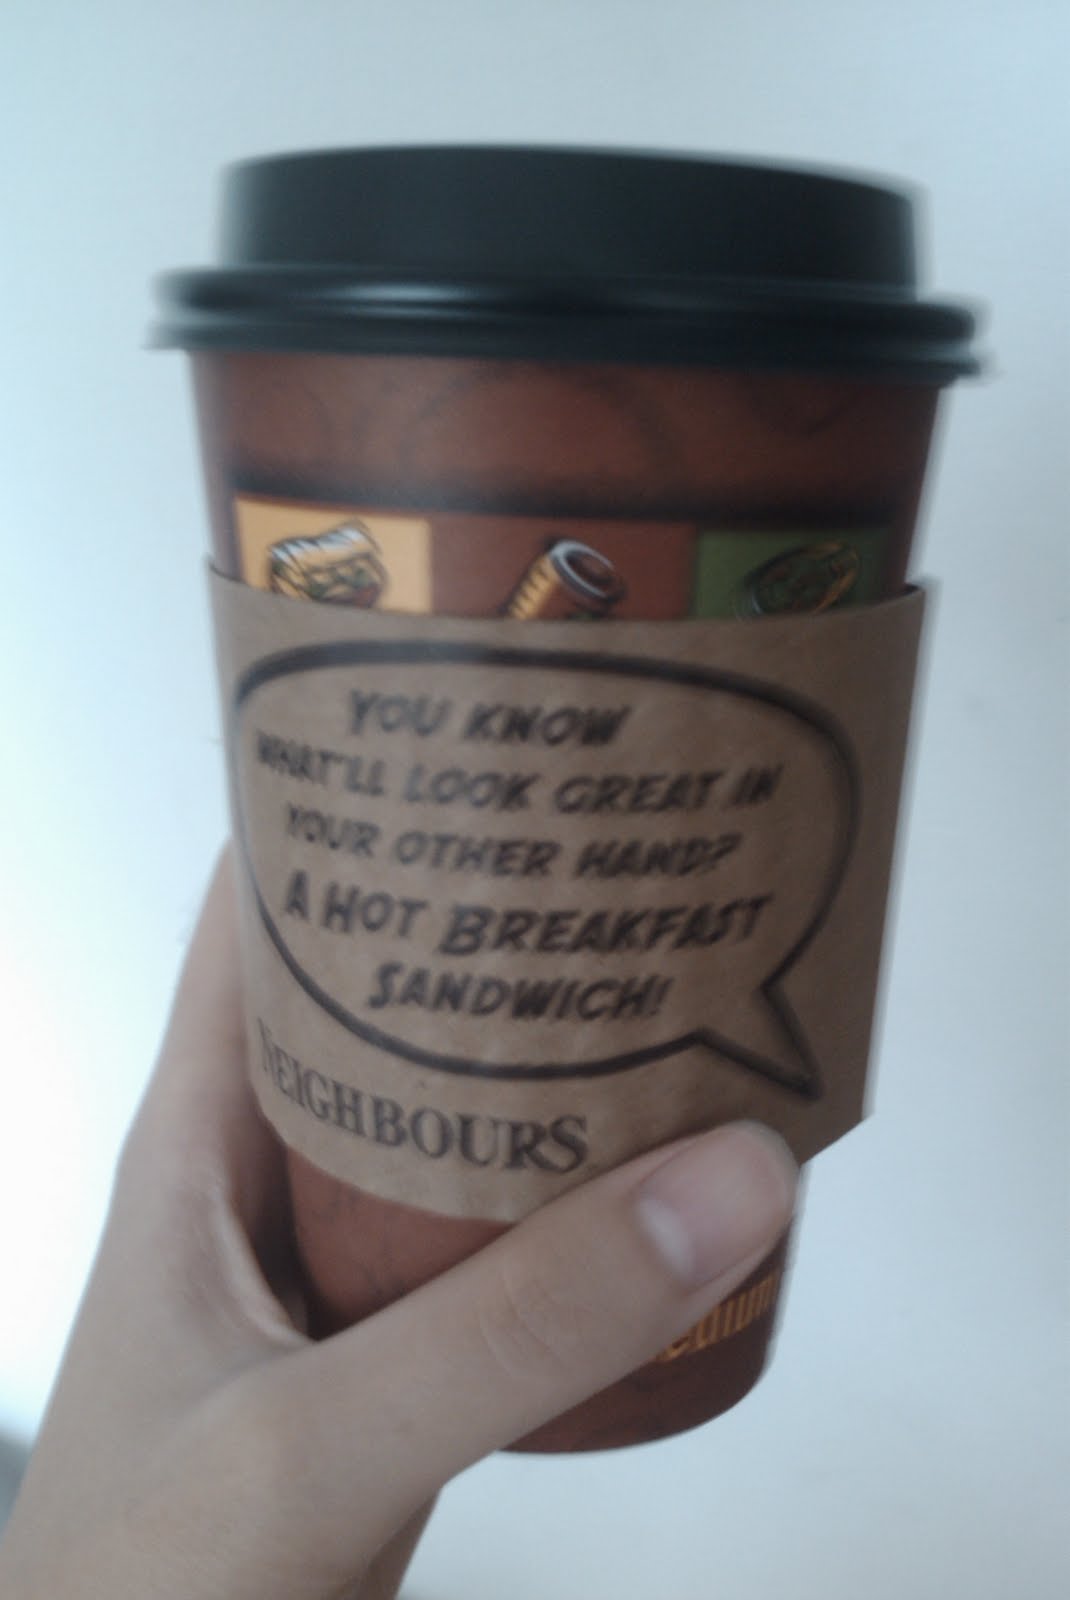 YOU KNOW
WHAT'LL LOOK GREAT IN
YOUR OTHER HAND?
A HOT BREAKFAST
SANDWICH!
NEIGHBOURS